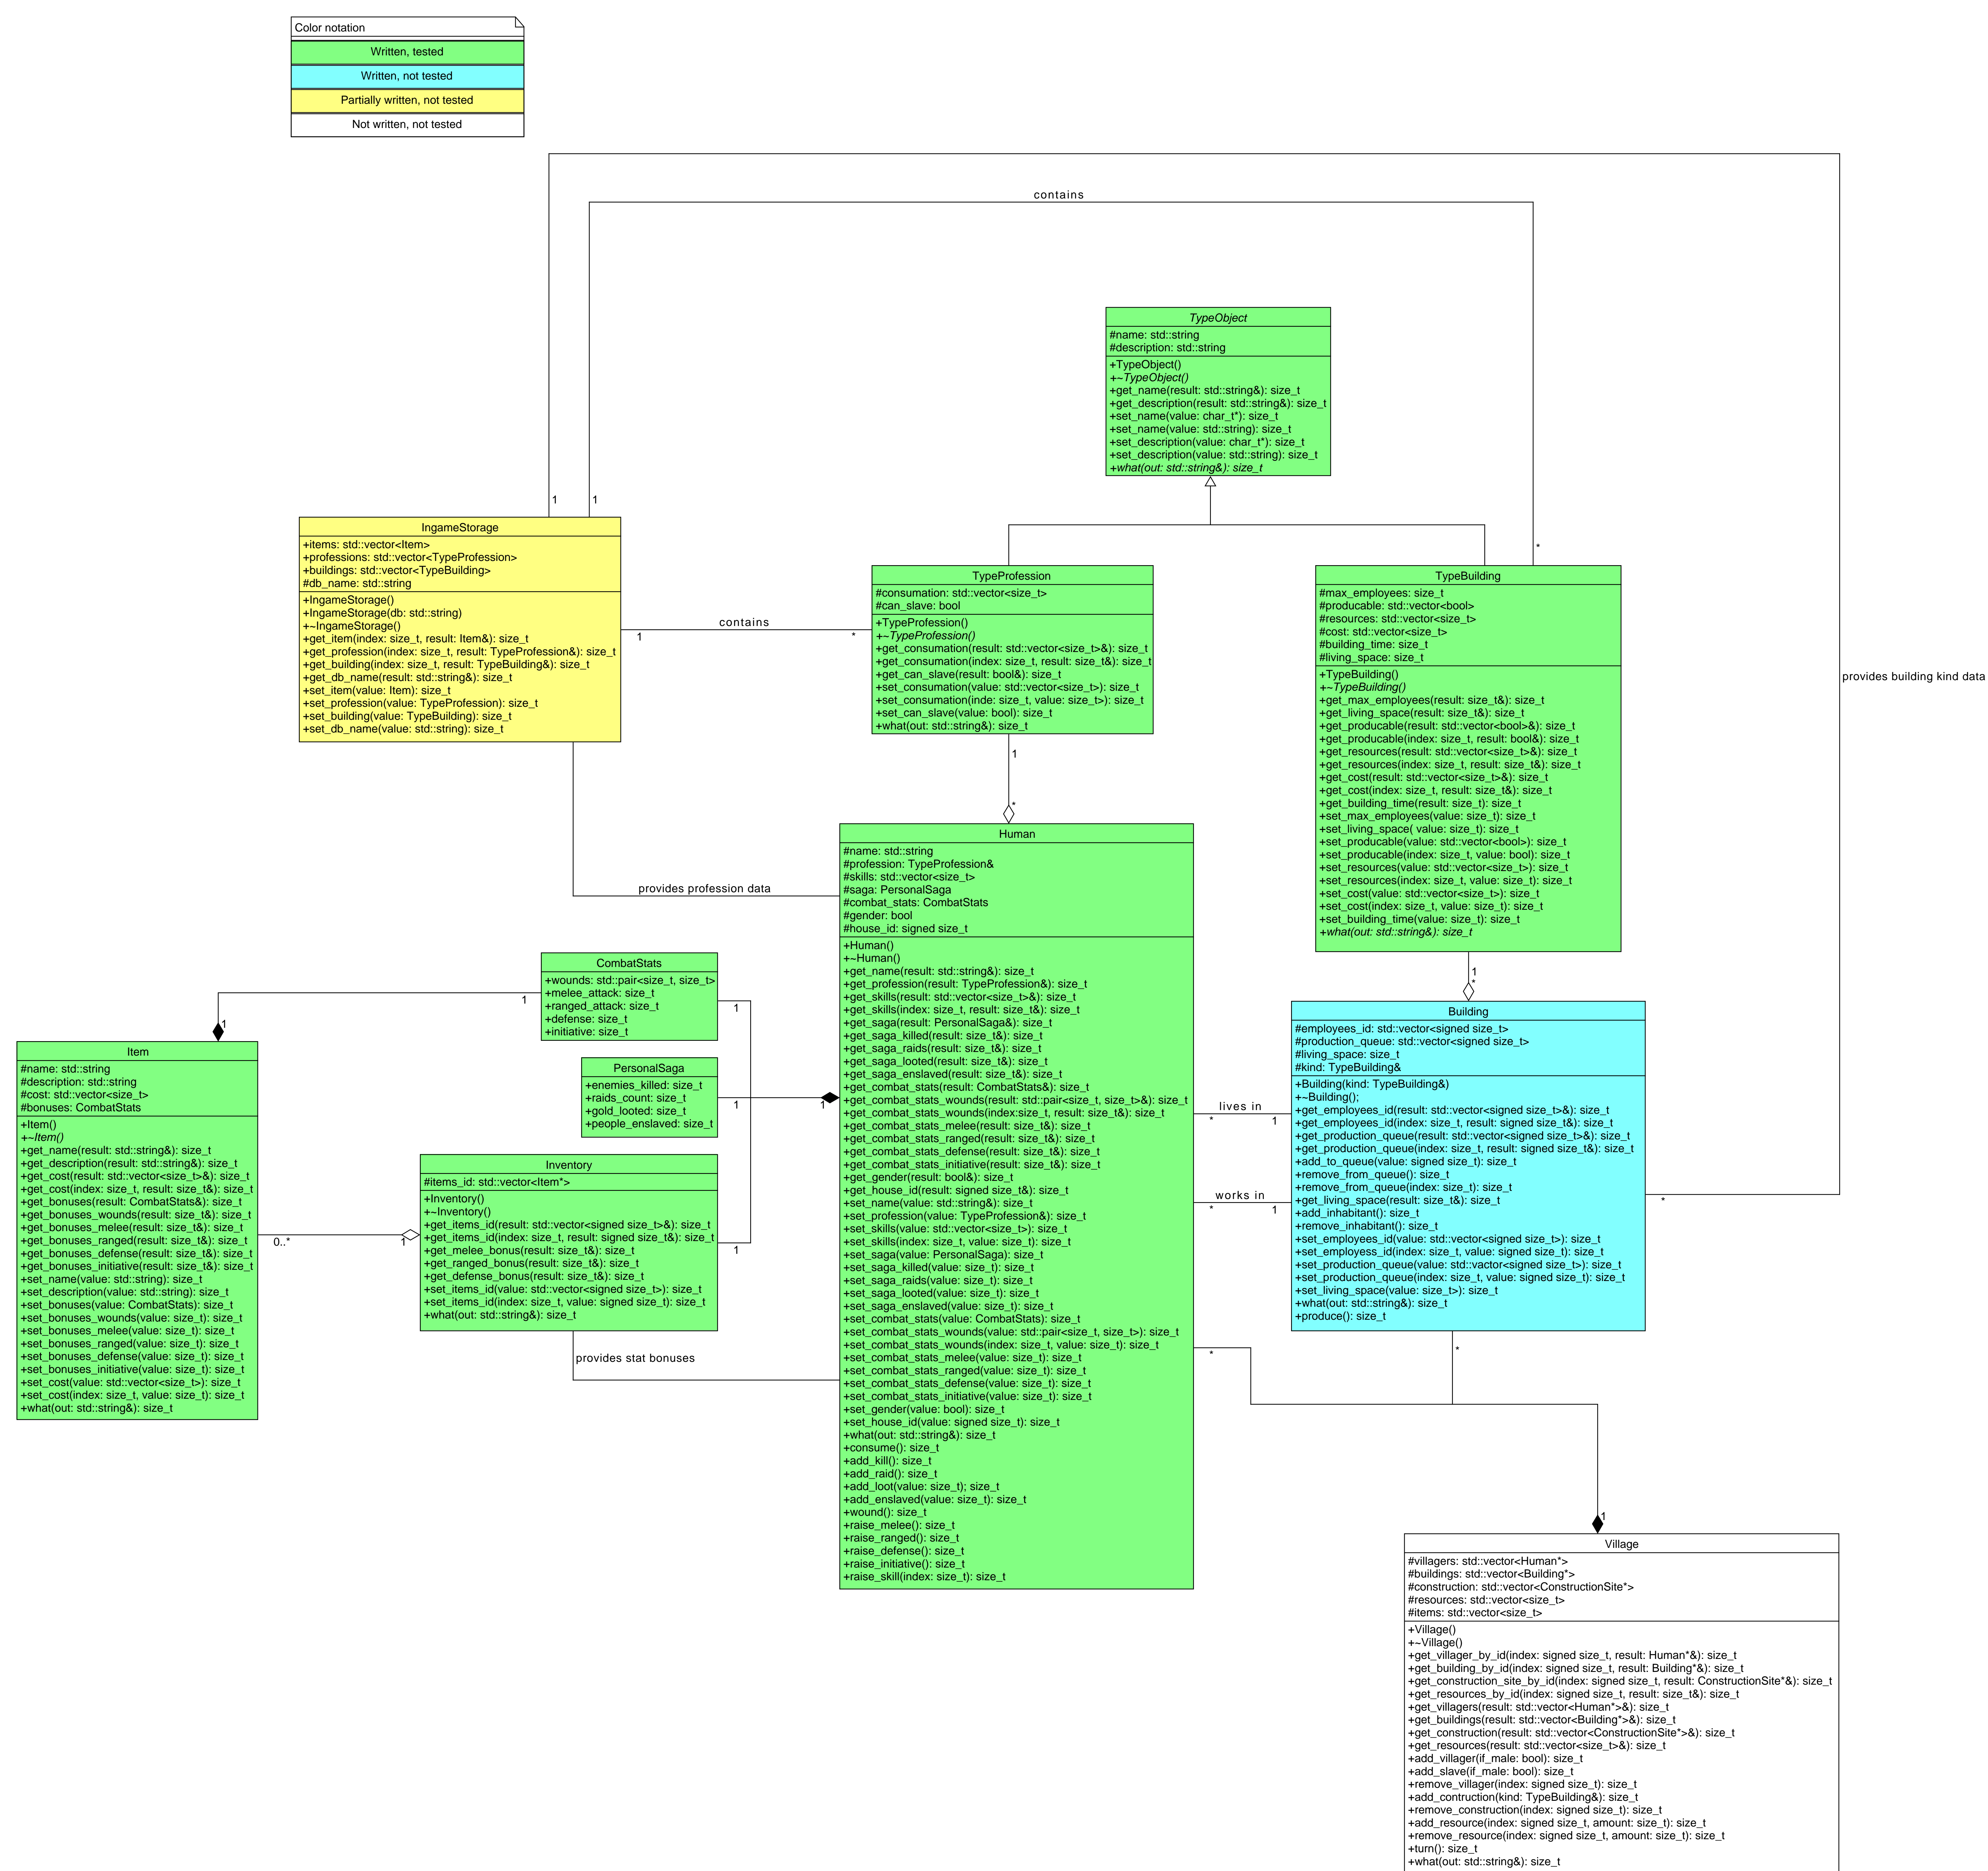 Color notation
Written, tested
Written, not tested
Partially written, not tested
Not written, not tested
contains
provides building kind data
TypeObject
#name: std::string
#description: std::string
+TypeObject()
+~TypeObject()
+get_name(result: std::string&): size_t
+get_description(result: std::string&): size_t
+set_name(value: char_t*): size_t
+set_name(value: std::string): size_t
+set_description(value: char_t*): size_t
+set_description(value: std::string): size_t
+what(out: std::string&): size_t
1
1
*
IngameStorage
+items: std::vector<Item>
+professions: std::vector<TypeProfession>
+buildings: std::vector<TypeBuilding>
#db_name: std::string
+IngameStorage()
+IngameStorage(db: std::string)
+~IngameStorage()
+get_item(index: size_t, result: Item&): size_t
+get_profession(index: size_t, result: TypeProfession&): size_t
+get_building(index: size_t, result: TypeBuilding&): size_t
+get_db_name(result: std::string&): size_t
+set_item(value: Item): size_t
+set_profession(value: TypeProfession): size_t
+set_building(value: TypeBuilding): size_t
+set_db_name(value: std::string): size_t
contains
1
*
TypeProfession
#consumation: std::vector<size_t>
#can_slave: bool
+TypeProfession()
+~TypeProfession()
+get_consumation(result: std::vector<size_t>&): size_t
+get_consumation(index: size_t, result: size_t&): size_t
+get_can_slave(result: bool&): size_t
+set_consumation(value: std::vector<size_t>): size_t
+set_consumation(inde: size_t, value: size_t>): size_t
+set_can_slave(value: bool): size_t
+what(out: std::string&): size_t
1
*
TypeBuilding
#max_employees: size_t
#producable: std::vector<bool>
#resources: std::vector<size_t>
#cost: std::vector<size_t>
#building_time: size_t
#living_space: size_t
+TypeBuilding()
+~TypeBuilding()
+get_max_employees(result: size_t&): size_t
+get_living_space(result: size_t&): size_t
+get_producable(result: std::vector<bool>&): size_t
+get_producable(index: size_t, result: bool&): size_t
+get_resources(result: std::vector<size_t>&): size_t
+get_resources(index: size_t, result: size_t&): size_t
+get_cost(result: std::vector<size_t>&): size_t
+get_cost(index: size_t, result: size_t&): size_t
+get_building_time(result: size_t): size_t
+set_max_employees(value: size_t): size_t
+set_living_space( value: size_t): size_t
+set_producable(value: std::vector<bool>): size_t
+set_producable(index: size_t, value: bool): size_t
+set_resources(value: std::vector<size_t>): size_t
+set_resources(index: size_t, value: size_t): size_t
+set_cost(value: std::vector<size_t>): size_t
+set_cost(index: size_t, value: size_t): size_t
+set_building_time(value: size_t): size_t
+what(out: std::string&): size_t
1
*
provides profession data
Human
#name: std::string
#profession: TypeProfession&
#skills: std::vector<size_t>
#saga: PersonalSaga
#combat_stats: CombatStats
#gender: bool
#house_id: signed size_t
+Human()
+~Human()
+get_name(result: std::string&): size_t
+get_profession(result: TypeProfession&): size_t
+get_skills(result: std::vector<size_t>&): size_t
+get_skills(index: size_t, result: size_t&): size_t
+get_saga(result: PersonalSaga&): size_t
+get_saga_killed(result: size_t&): size_t
+get_saga_raids(result: size_t&): size_t
+get_saga_looted(result: size_t&): size_t
+get_saga_enslaved(result: size_t&): size_t
+get_combat_stats(result: CombatStats&): size_t
+get_combat_stats_wounds(result: std::pair<size_t, size_t>&): size_t
+get_combat_stats_wounds(index:size_t, result: size_t&): size_t
+get_combat_stats_melee(result: size_t&): size_t
+get_combat_stats_ranged(result: size_t&): size_t
+get_combat_stats_defense(result: size_t&): size_t
+get_combat_stats_initiative(result: size_t&): size_t
+get_gender(result: bool&): size_t
+get_house_id(result: signed size_t&): size_t
+set_name(value: std::string&): size_t
+set_profession(value: TypeProfession&): size_t
+set_skills(value: std::vector<size_t>): size_t
+set_skills(index: size_t, value: size_t): size_t
+set_saga(value: PersonalSaga): size_t
+set_saga_killed(value: size_t): size_t
+set_saga_raids(value: size_t): size_t
+set_saga_looted(value: size_t): size_t
+set_saga_enslaved(value: size_t): size_t
+set_combat_stats(value: CombatStats): size_t
+set_combat_stats_wounds(value: std::pair<size_t, size_t>): size_t
+set_combat_stats_wounds(index: size_t, value: size_t): size_t
+set_combat_stats_melee(value: size_t): size_t
+set_combat_stats_ranged(value: size_t): size_t
+set_combat_stats_defense(value: size_t): size_t
+set_combat_stats_initiative(value: size_t): size_t
+set_gender(value: bool): size_t
+set_house_id(value: signed size_t): size_t
+what(out: std::string&): size_t
+consume(): size_t
+add_kill(): size_t
+add_raid(): size_t
+add_loot(value: size_t); size_t
+add_enslaved(value: size_t): size_t
+wound(): size_t
+raise_melee(): size_t
+raise_ranged(): size_t
+raise_defense(): size_t
+raise_initiative(): size_t
+raise_skill(index: size_t): size_t
CombatStats
+wounds: std::pair<size_t, size_t>
+melee_attack: size_t
+ranged_attack: size_t
+defense: size_t
+initiative: size_t
1
1
1
PersonalSaga
+enemies_killed: size_t
+raids_count: size_t
+gold_looted: size_t
+people_enslaved: size_t
1
1
Item
#name: std::string
#description: std::string
#cost: std::vector<size_t>
#bonuses: CombatStats
+Item()
+~Item()
+get_name(result: std::string&): size_t
+get_description(result: std::string&): size_t
+get_cost(result: std::vector<size_t>&): size_t
+get_cost(index: size_t, result: size_t&): size_t
+get_bonuses(result: CombatStats&): size_t
+get_bonuses_wounds(result: size_t&): size_t
+get_bonuses_melee(result: size_t&): size_t
+get_bonuses_ranged(result: size_t&): size_t
+get_bonuses_defense(result: size_t&): size_t
+get_bonuses_initiative(result: size_t&): size_t
+set_name(value: std::string): size_t
+set_description(value: std::string): size_t
+set_bonuses(value: CombatStats): size_t
+set_bonuses_wounds(value: size_t): size_t
+set_bonuses_melee(value: size_t): size_t
+set_bonuses_ranged(value: size_t): size_t
+set_bonuses_defense(value: size_t): size_t
+set_bonuses_initiative(value: size_t): size_t
+set_cost(value: std::vector<size_t>): size_t
+set_cost(index: size_t, value: size_t): size_t
+what(out: std::string&): size_t
0..*
1
Inventory
#items_id: std::vector<Item*>
+Inventory()
+~Inventory()
+get_items_id(result: std::vector<signed size_t>&): size_t
+get_items_id(index: size_t, result: signed size_t&): size_t
+get_melee_bonus(result: size_t&): size_t
+get_ranged_bonus(result: size_t&): size_t
+get_defense_bonus(result: size_t&): size_t
+set_items_id(value: std::vector<signed size_t>): size_t
+set_items_id(index: size_t, value: signed size_t): size_t
+what(out: std::string&): size_t
1
provides stat bonuses
lives in
*
1
works in
*
1
Building
#employees_id: std::vector<signed size_t>
#production_queue: std::vector<signed size_t>
#living_space: size_t
#kind: TypeBuilding&
+Building(kind: TypeBuilding&)
+~Building();
+get_employees_id(result: std::vector<signed size_t>&): size_t
+get_employees_id(index: size_t, result: signed size_t&): size_t
+get_production_queue(result: std::vector<signed size_t>&): size_t
+get_production_queue(index: size_t, result: signed size_t&): size_t
+add_to_queue(value: signed size_t): size_t
+remove_from_queue(): size_t
+remove_from_queue(index: size_t): size_t
+get_living_space(result: size_t&): size_t
+add_inhabitant(): size_t
+remove_inhabitant(): size_t
+set_employees_id(value: std::vector<signed size_t>): size_t
+set_employess_id(index: size_t, value: signed size_t): size_t
+set_production_queue(value: std::vactor<signed size_t>): size_t
+set_production_queue(index: size_t, value: signed size_t): size_t
+set_living_space(value: size_t>): size_t
+what(out: std::string&): size_t
+produce(): size_t
*
*
*
1
Village
#villagers: std::vector<Human*>
#buildings: std::vector<Building*>
#construction: std::vector<ConstructionSite*>
#resources: std::vector<size_t>
#items: std::vector<size_t>
+Village()
+~Village()
+get_villager_by_id(index: signed size_t, result: Human*&): size_t
+get_building_by_id(index: signed size_t, result: Building*&): size_t
+get_construction_site_by_id(index: signed size_t, result: ConstructionSite*&): size_t
+get_resources_by_id(index: signed size_t, result: size_t&): size_t
+get_villagers(result: std::vector<Human*>&): size_t
+get_buildings(result: std::vector<Building*>&): size_t
+get_construction(result: std::vector<ConstructionSite*>&): size_t
+get_resources(result: std::vector<size_t>&): size_t
+add_villager(if_male: bool): size_t
+add_slave(if_male: bool): size_t
+remove_villager(index: signed size_t): size_t
+add_contruction(kind: TypeBuilding&): size_t
+remove_construction(index: signed size_t): size_t
+add_resource(index: signed size_t, amount: size_t): size_t
+remove_resource(index: signed size_t, amount: size_t): size_t
+turn(): size_t
+what(out: std::string&): size_t